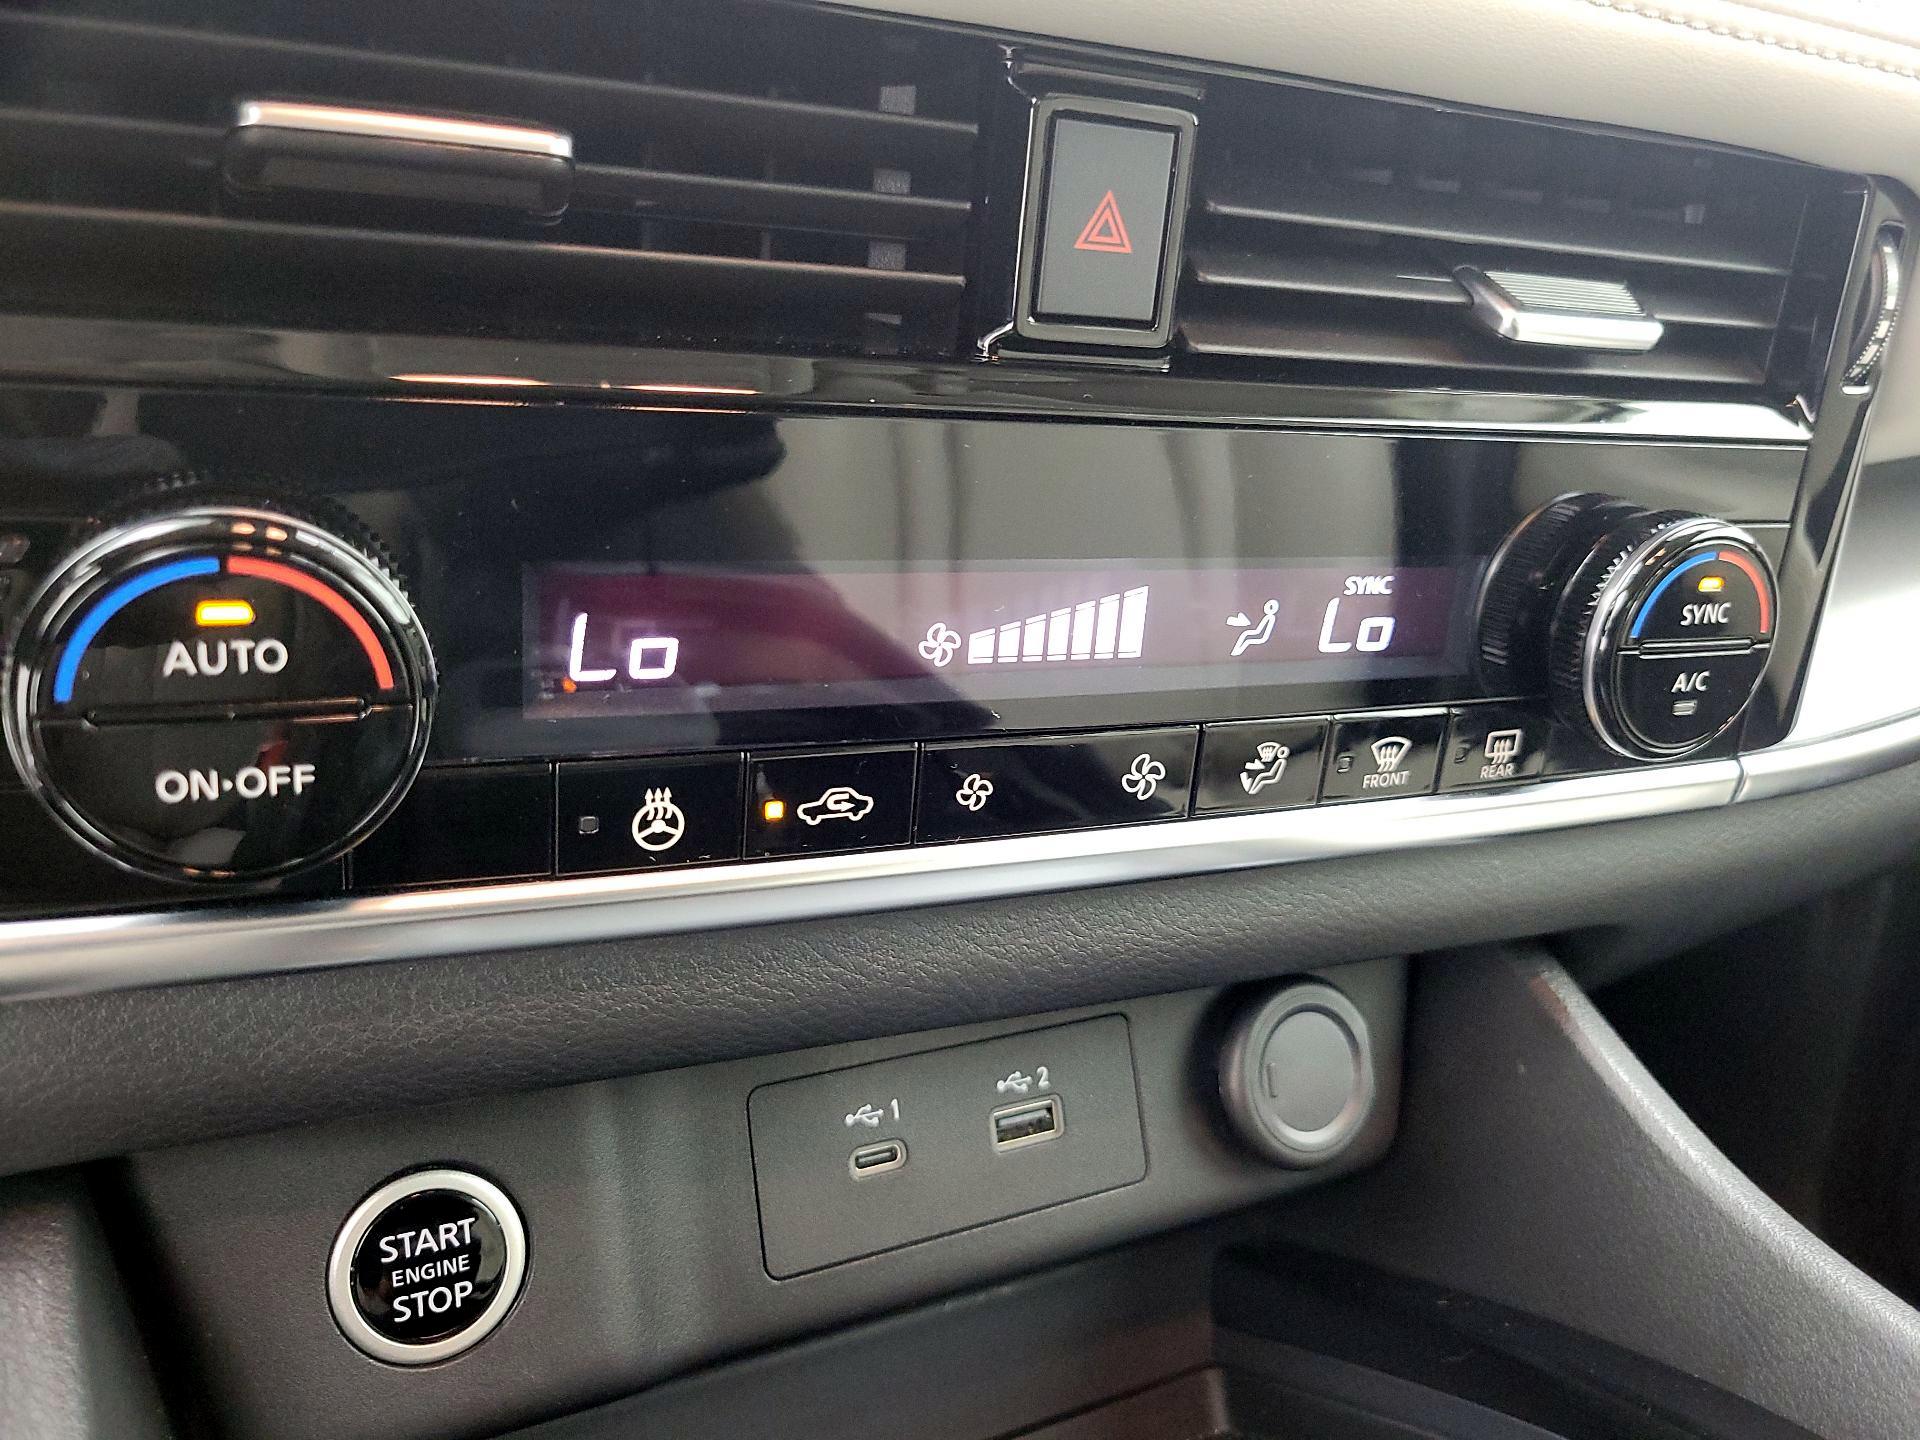 AUTO
ON•OFF
Lo
SYNC
Lo
SYNC
A/C
FRONT
REAR
1
2
START
ENGINE
STOP